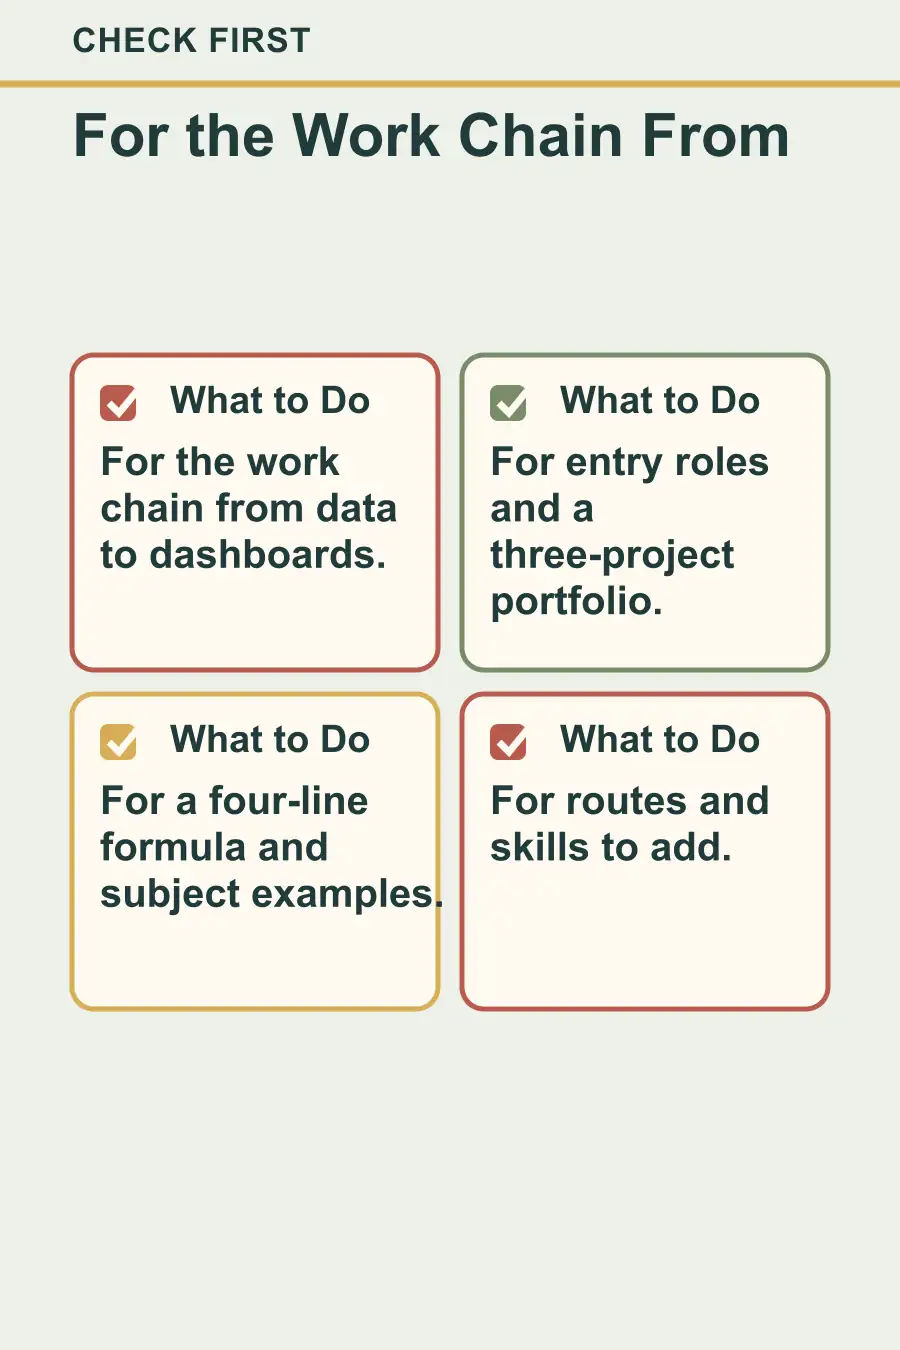 CHECK FIRST
For the Work Chain From
What to Do
For the work
chain from data
to dashboards.
What to Do
For entry roles
and a
three-project
portfolio.
What to Do
For a four-line
formula and
subject examples.
What to Do
For routes and
skills to add.